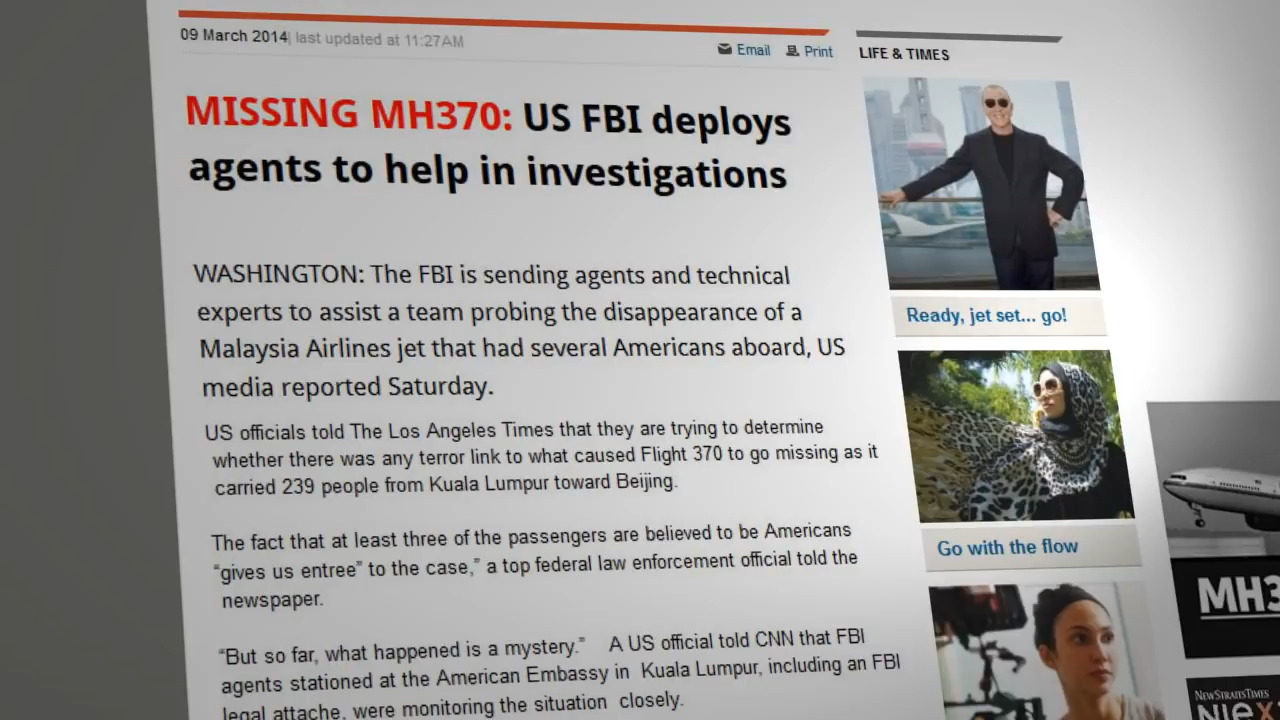 09 March 2014| last updated at 11:27AM
Email Print
MISSING MH370: US FBI deploys
agents to help in investigations
WASHINGTON: The FBI is sending agents and technical
experts to assist a team probing the disappearance of a
Malaysia Airlines jet that had several Americans aboard, US
media reported Saturday.
US officials told The Los Angeles Times that they are trying to determine
whether there was any terror link to what caused Flight 370 to go missing as it
carried 239 people from Kuala Lumpur toward Beijing.
The fact that at least three of the passengers are believed to be Americans
“gives us entree” to the case,” a top federal law enforcement official told the
newspaper.
“But so far, what happened is a mystery.” A US official told CNN that FBI
agents stationed at the American Embassy in Kuala Lumpur, including an FBI
legal attache, were monitoring the situation closely.
LIFE & TIMES
Ready, jet set... go!
Go with the flow
MH3
NEW STRAITS TIMES